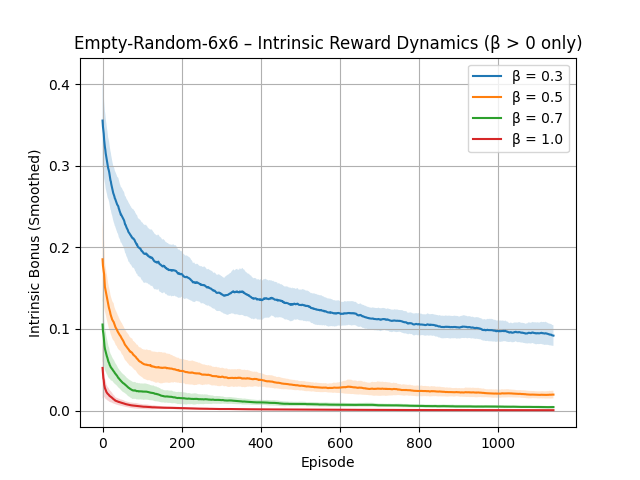 Empty-Random-6x6 – Intrinsic Reward Dynamics (β > 0 only)
β = 0.3
β = 0.5
β = 0.7
β = 1.0
0.4
0.3
0.2
0.1
0.0
Intrinsic Bonus (Smoothed)
0 200 400 600 800 1000
Episode